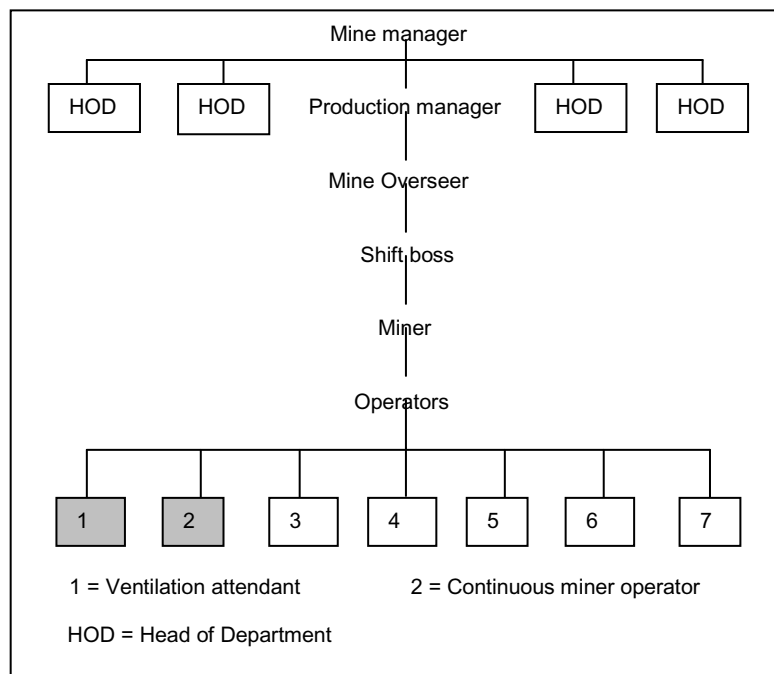 Mine manager
HOD HOD Production manager HOD HOD
Mine Overseer
Shift boss
Miner
Operators
1 2 3 4 5 6 7
1 = Ventilation attendant 2 = Continuous miner operator
HOD = Head of Department